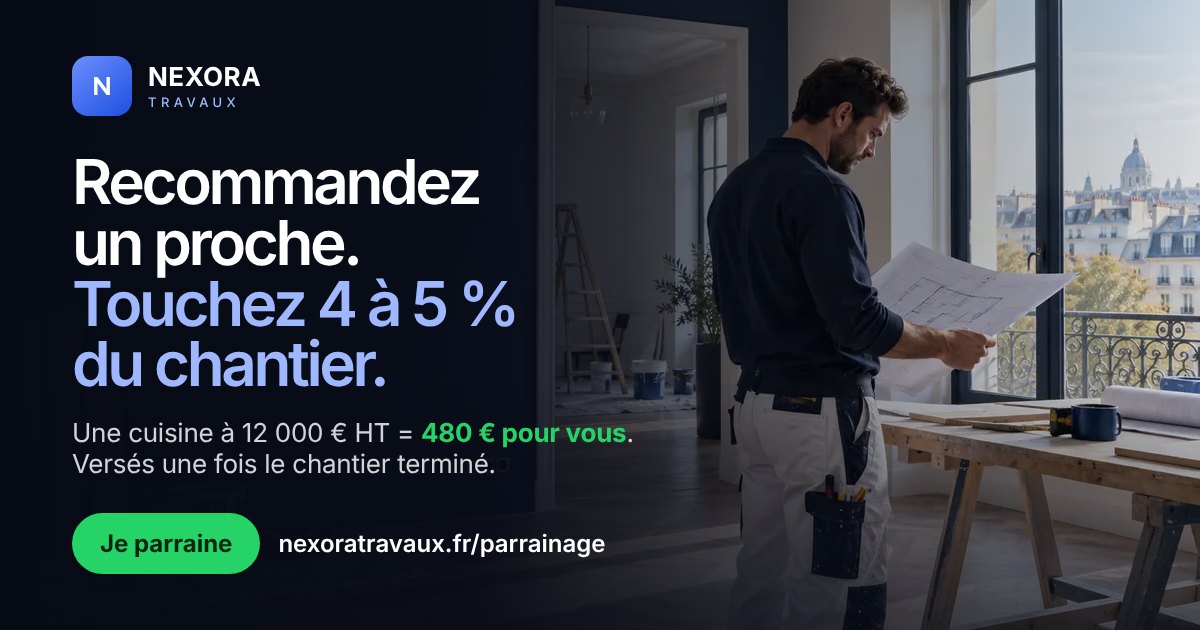 N
NEXORA
TRAVAUX
Recommandez
un proche.
Touchez 4 à 5 %
du chantier.
Une cuisine à 12 000 € HT = 480 € pour vous.
Versés une fois le chantier terminé.
Je parraine
nexoratravaux.fr/parrainage